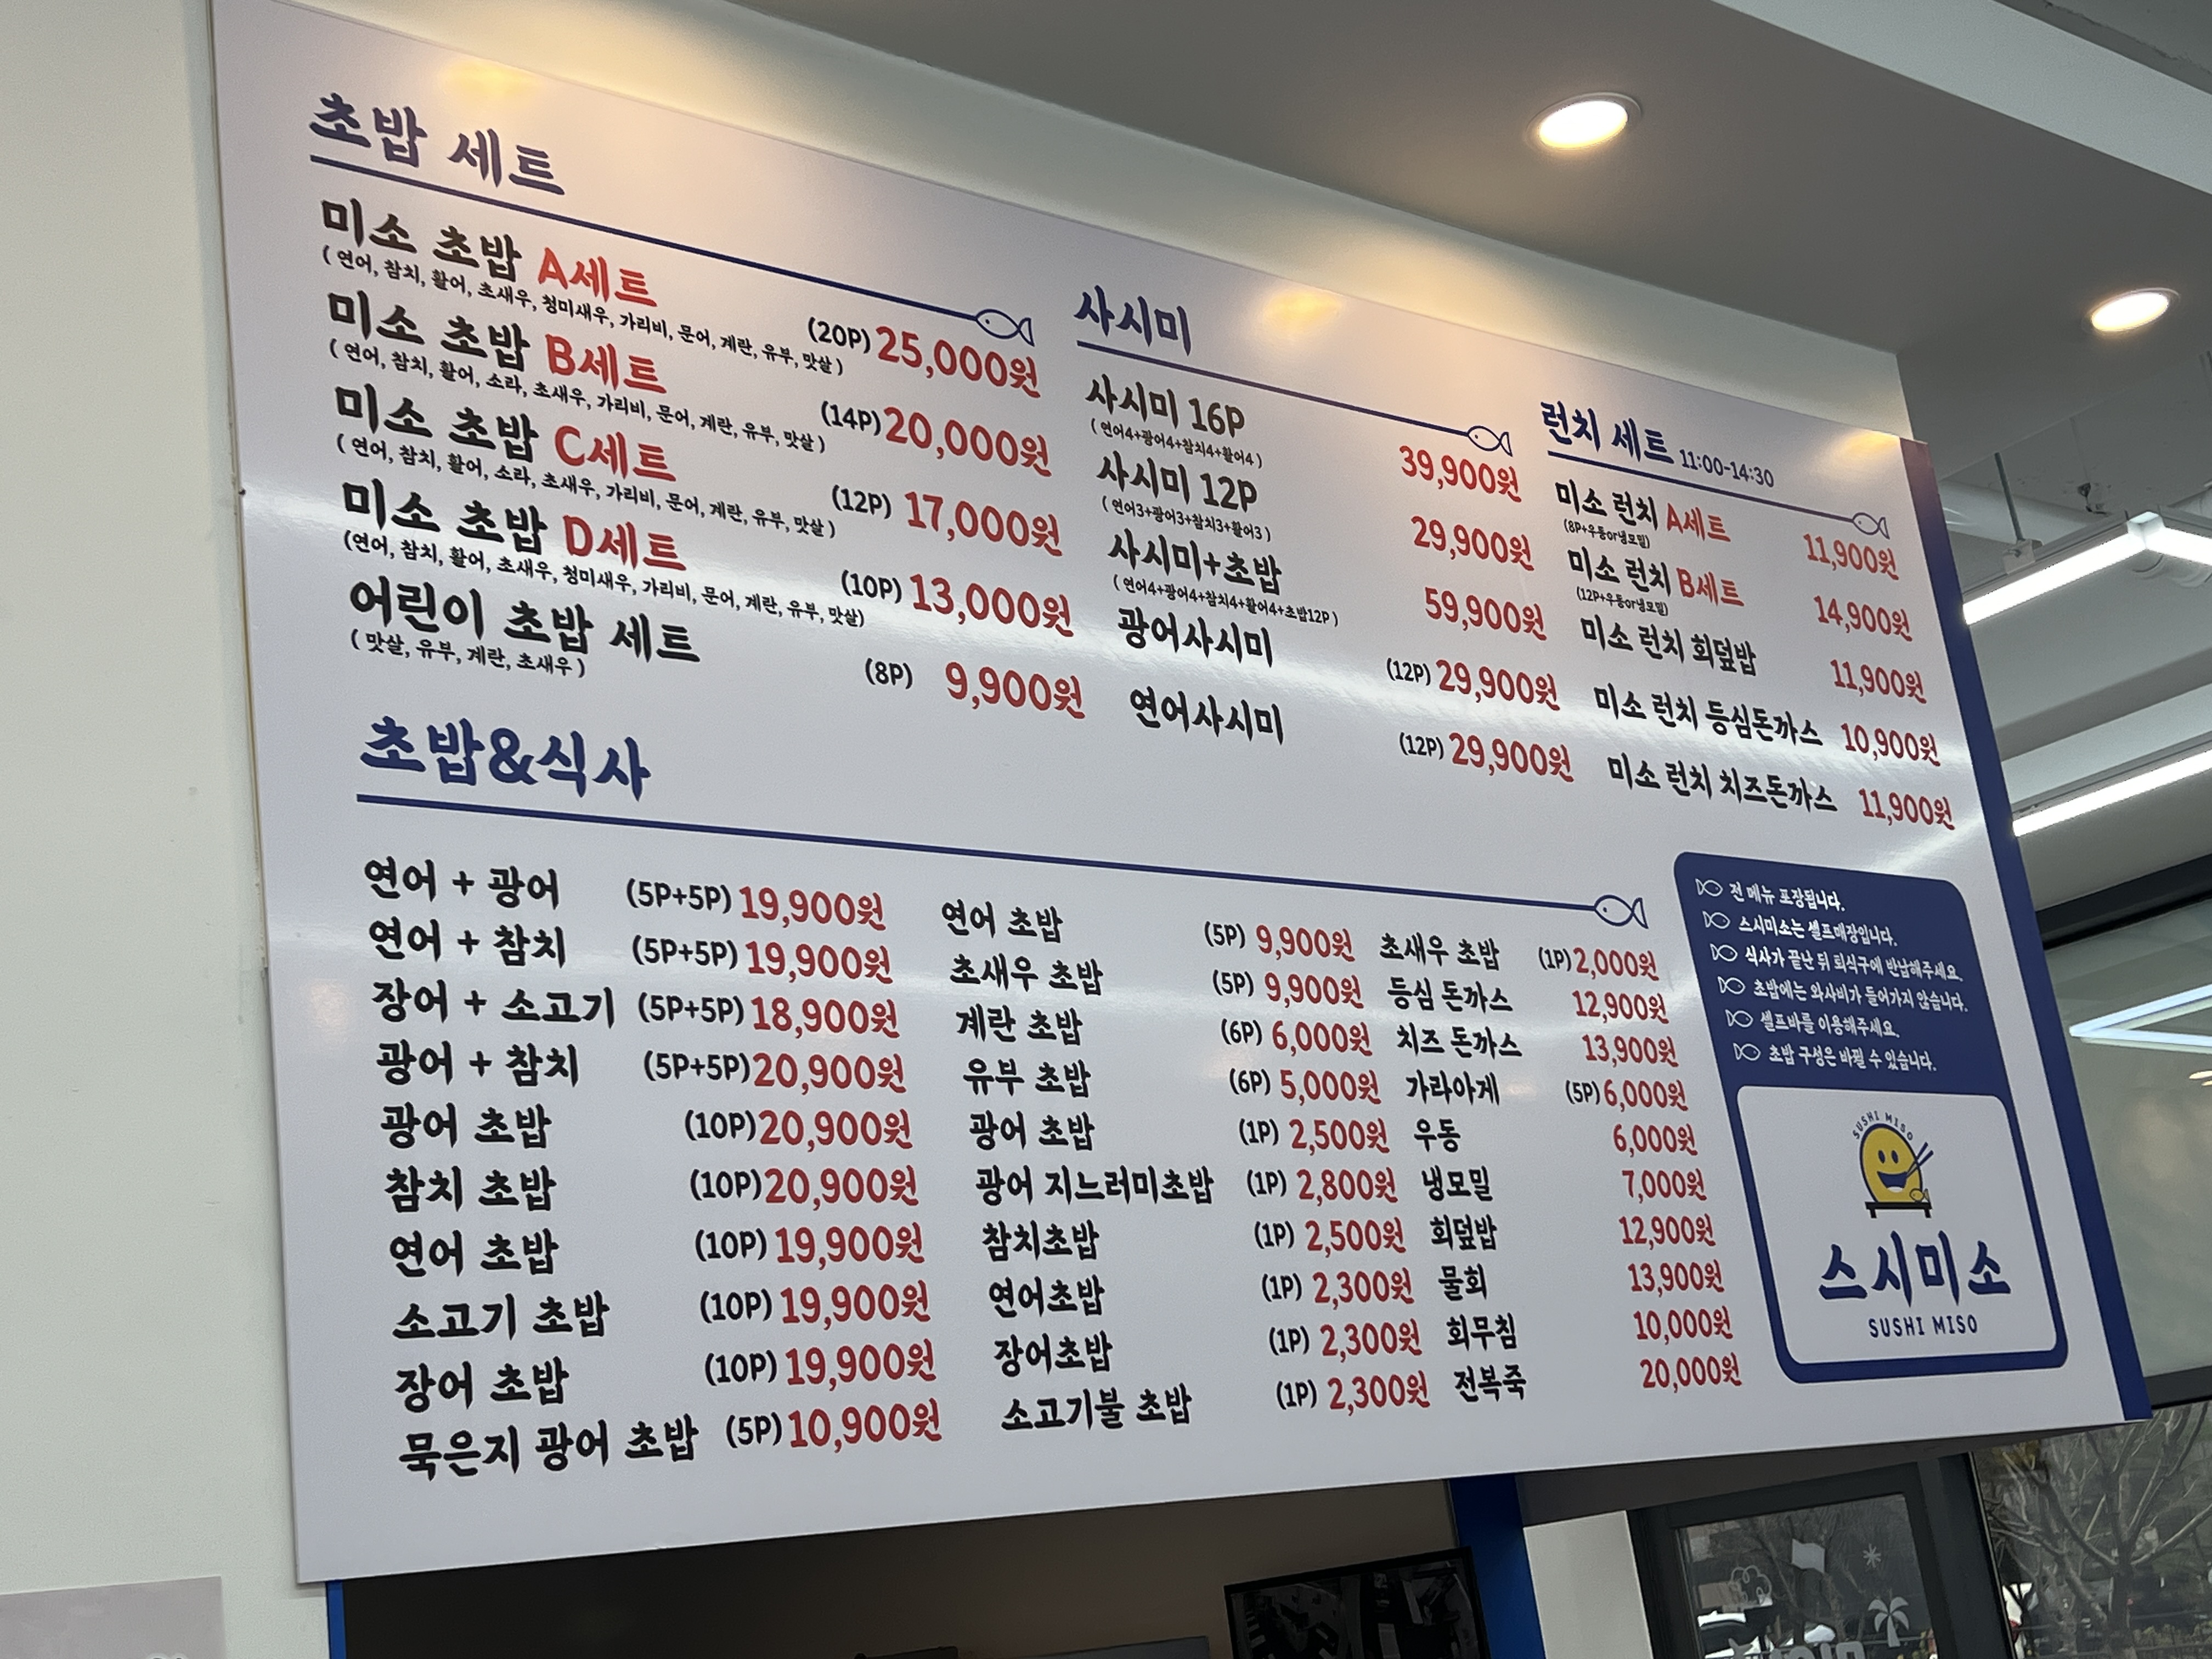 초밥 세트
미소 초밥 A세트
( 연어, 참치, 활어, 초새우, 청미새우, 가리비, 문어, 계란, 유부, 맛살 )
(20P) 25,000원
미소 초밥 B세트
( 연어, 참치, 활어, 소라, 초새우, 가리비, 문어, 계란, 유부, 맛살 )
(14P) 20,000원
미소 초밥 C세트
( 연어, 참치, 활어, 소라, 초새우, 가리비, 문어, 계란, 유부, 맛살 )
(12P) 17,000원
미소 초밥 D세트
(연어, 참치, 활어, 초새우, 청미새우, 가리비, 문어, 계란, 유부, 맛살)
(10P) 13,000원
어린이 초밥 세트
( 맛살, 유부, 계란, 초새우 )
(8P) 9,900원
사시미
사시미 16P
( 연어4+광어4+참치4+활어4 )
39,900원
사시미 12P
( 연어3+광어3+참치3+활어3 )
29,900원
사시미+초밥
( 연어4+광어4+참치4+활어4+초밥12P )
59,900원
광어사시미
(12P) 29,900원
연어사시미
(12P) 29,900원
런치 세트 11:00-14:30
미소 런치 A세트
(8P+우동or냉모밀)
11,900원
미소 런치 B세트
(12P+우동or냉모밀)
14,900원
미소 런치 회덮밥 11,900원
미소 런치 등심돈까스 10,900원
미소 런치 치즈돈까스 11,900원
초밥&식사
연어 + 광어 (5P+5P) 19,900원
연어 + 참치 (5P+5P) 19,900원
장어 + 소고기 (5P+5P) 18,900원
광어 + 참치 (5P+5P) 20,900원
광어 초밥 (10P) 20,900원
참치 초밥 (10P) 20,900원
연어 초밥 (10P) 19,900원
소고기 초밥 (10P) 19,900원
장어 초밥 (10P) 19,900원
묵은지 광어 초밥 (5P) 10,900원
연어 초밥 (5P) 9,900원
초새우 초밥 (5P) 9,900원
계란 초밥 (6P) 6,000원
유부 초밥 (6P) 5,000원
광어 초밥 (1P) 2,500원
광어 지느러미초밥 (1P) 2,800원
참치초밥 (1P) 2,500원
연어초밥 (1P) 2,300원
장어초밥 (1P) 2,300원
소고기불 초밥 (1P) 2,300원
초새우 초밥 (1P) 2,000원
등심 돈까스 12,900원
치즈 돈까스 13,900원
가라아게 (5P) 6,000원
우동 6,000원
냉모밀 7,000원
회덮밥 12,900원
물회 13,900원
회무침 10,000원
전복죽 20,000원
전 메뉴 포장됩니다.
스시미소는 셀프매장입니다.
식사가 끝난 뒤 퇴식구에 반납해주세요.
초밥에는 와사비가 들어가지 않습니다.
셀프바를 이용해주세요.
초밥 구성은 바뀔 수 있습니다.
SUSHI MISO
스시미소
SUSHI MISO